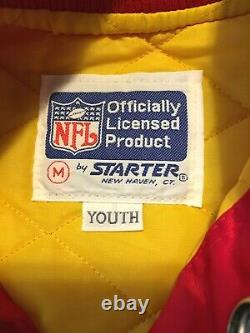 NFL
Officially
Licensed
Product
M by STARTER®
NEW HAVEN, CT.
YOUTH